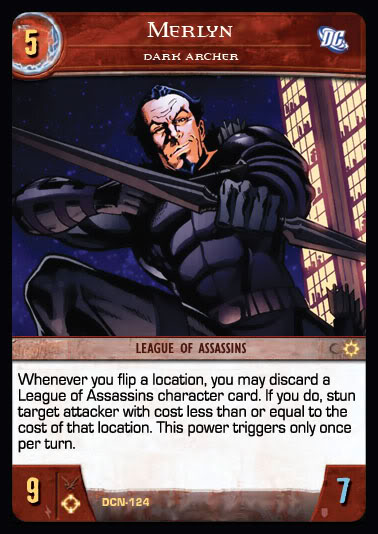 5
MERLYN
DARK ARCHER
DC
LEAGUE OF ASSASSINS
C
Whenever you flip a location, you may discard a
League of Assassins character card. If you do, stun
target attacker with cost less than or equal to the
cost of that location. This power triggers only once
per turn.
9
DCN-124
7